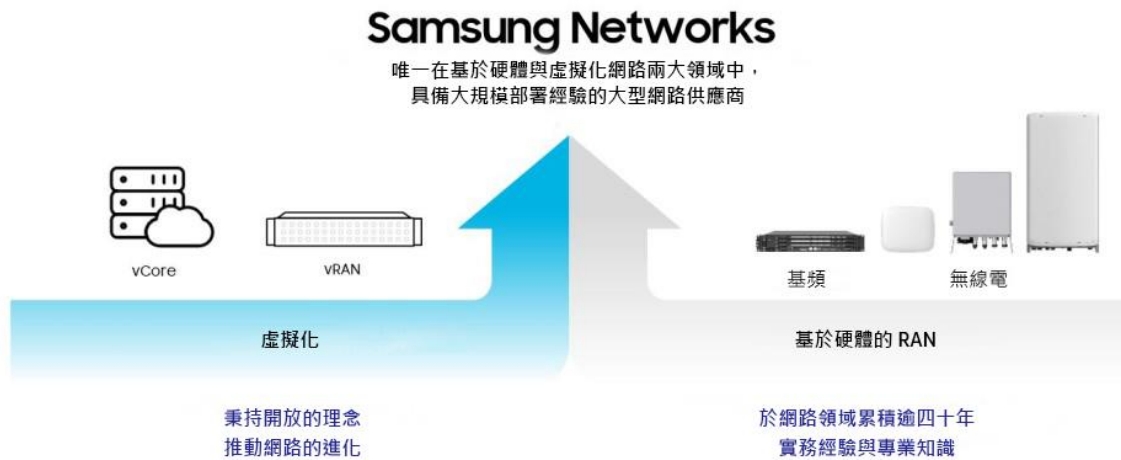 Samsung Networks
唯一在基於硬體與虛擬化網路兩大領域中，
具備大規模部署經驗的大型網路供應商
vCore
vRAN
基頻
無線電
虛擬化
基於硬體的 RAN
秉持開放的理念
推動網路的進化
於網路領域累積逾四十年
實務經驗與專業知識